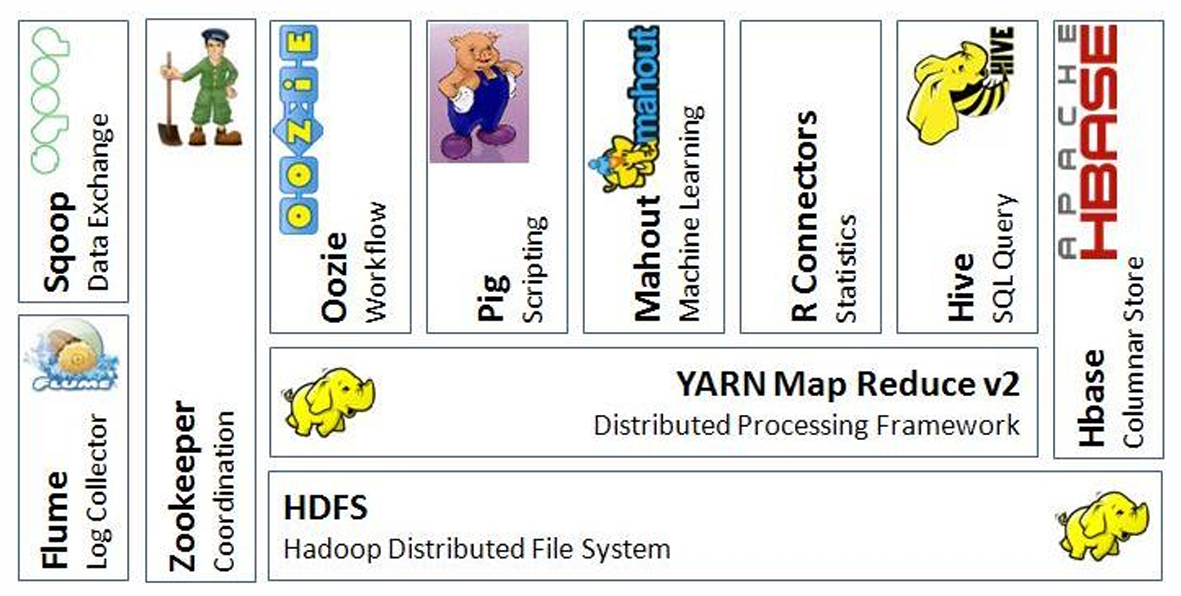 sqoop
Sqoop
Data Exchange
FLUME
Flume
Log Collector
Zookeeper
Coordination
OOZiE
Oozie
Workflow
Pig
Scripting
mahout
Mahout
Machine Learning
R Connectors
Statistics
HIVE
Hive
SQL Query
APACHE
HBASE
Hbase
Columnar Store
YARN Map Reduce v2
Distributed Processing Framework
HDFS
Hadoop Distributed File System